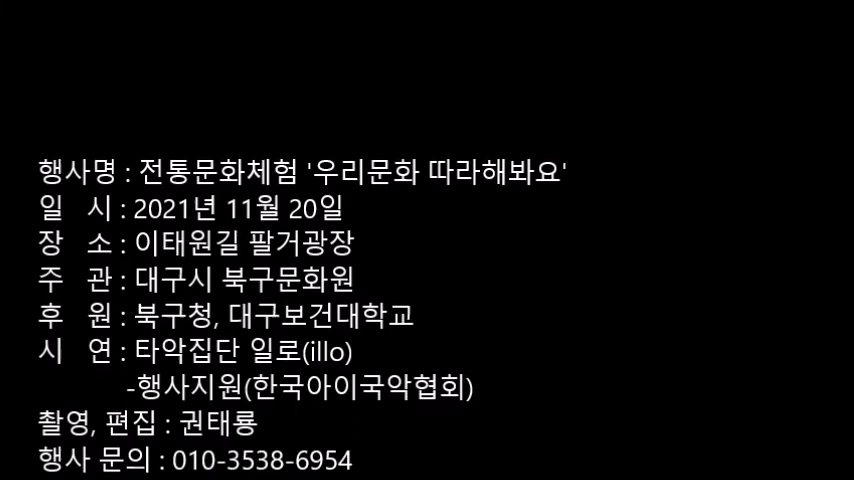 행사명 : 전통문화체험 '우리문화 따라해봐요'
일 시 : 2021년 11월 20일
장 소 : 이태원길 팔거광장
주 관 : 대구시 북구문화원
후 원 : 북구청, 대구보건대학교
시 연 : 타악집단 일로(illo)
-행사지원(한국아이국악협회)
촬영, 편집 : 권태룡
행사 문의 : 010-3538-6954